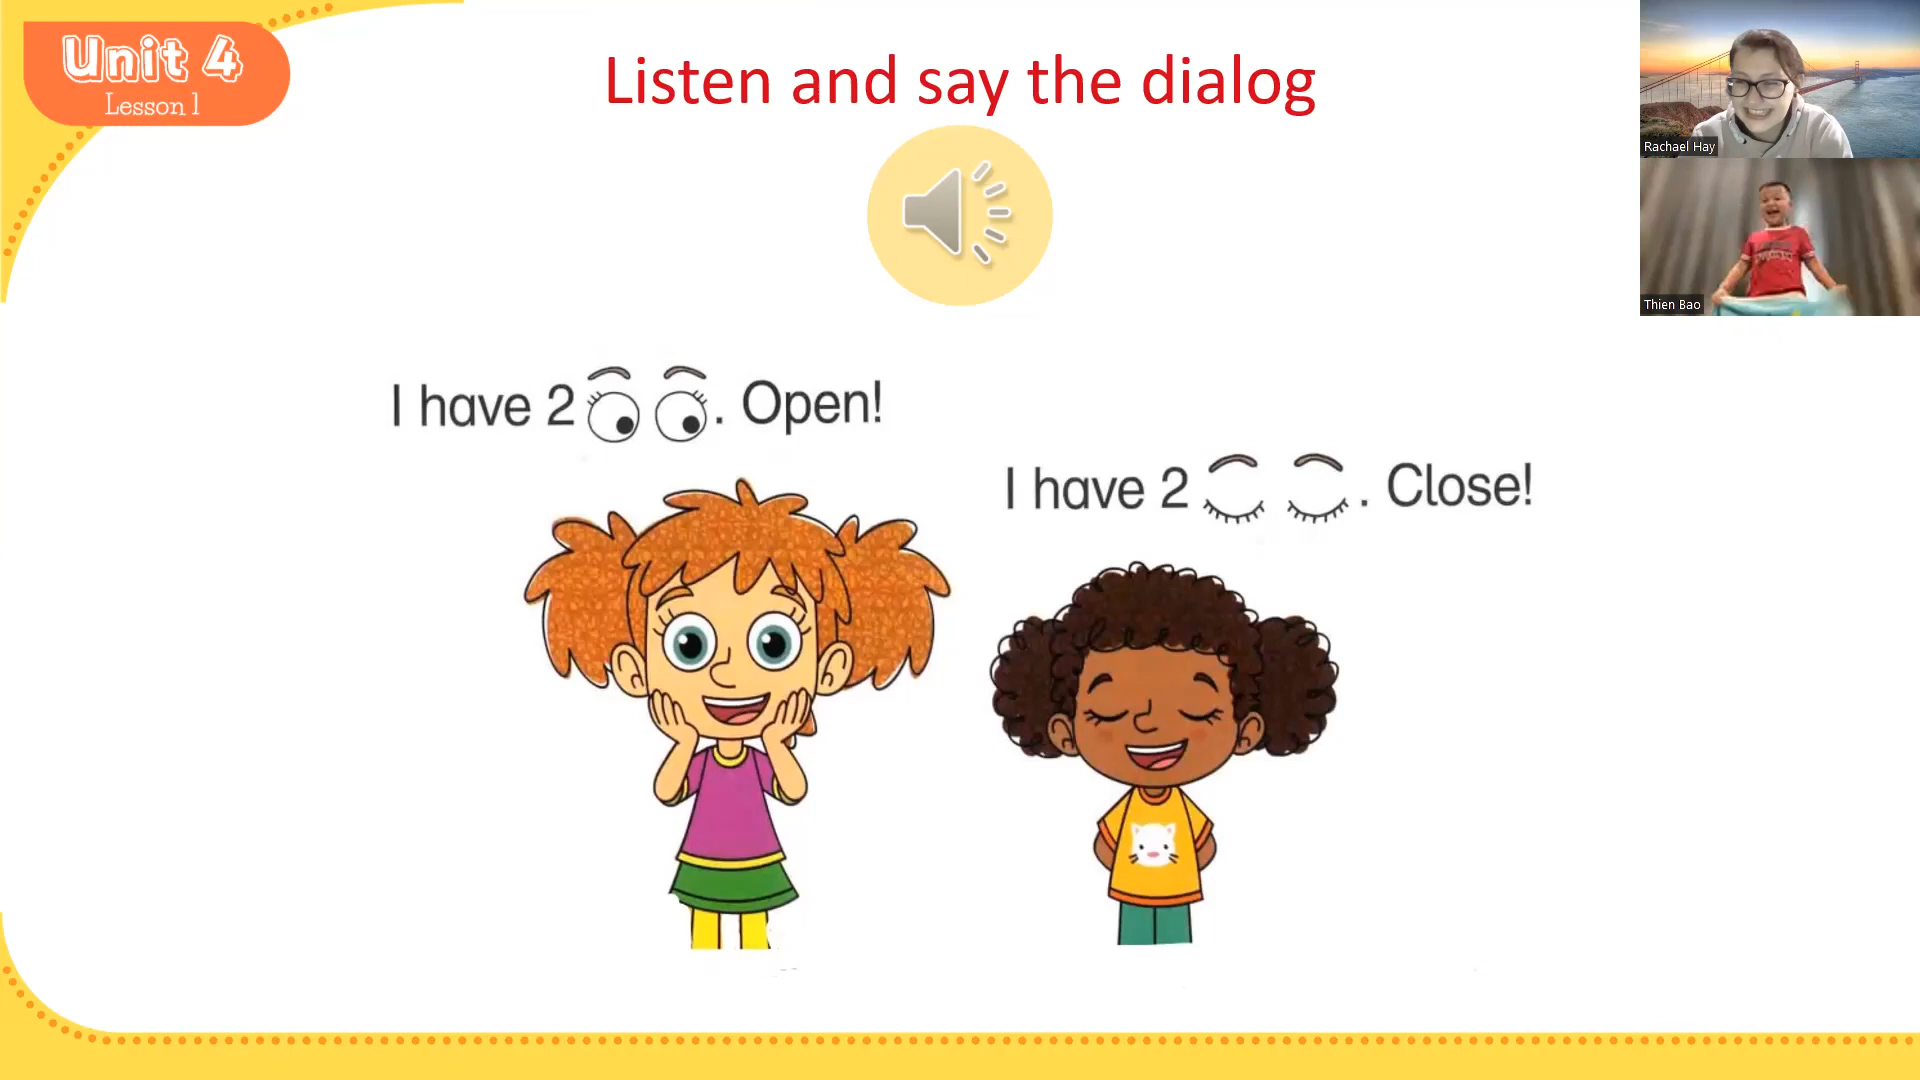 Unit 4
Lesson 1
Listen and say the dialog
Rachael Hay
Thien Bao
I have 2 . Open!
I have 2 . Close!